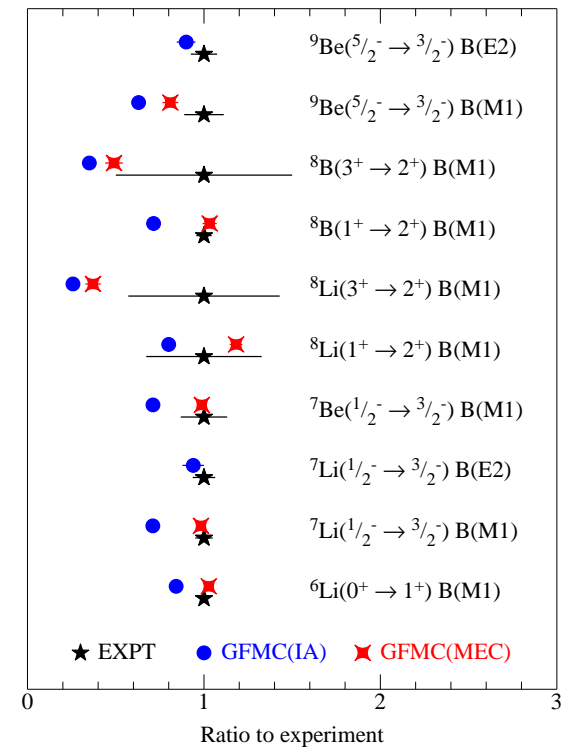 ⁹Be(⁵/₂⁻ → ³/₂⁻) B(E2)
⁹Be(⁵/₂⁻ → ³/₂⁻) B(M1)
⁸B(3⁺ → 2⁺) B(M1)
⁸B(1⁺ → 2⁺) B(M1)
⁸Li(3⁺ → 2⁺) B(M1)
⁸Li(1⁺ → 2⁺) B(M1)
⁷Be(¹/₂⁻ → ³/₂⁻) B(M1)
⁷Li(¹/₂⁻ → ³/₂⁻) B(E2)
⁷Li(¹/₂⁻ → ³/₂⁻) B(M1)
⁶Li(0⁺ → 1⁺) B(M1)
EXPT GFMC(IA) GFMC(MEC)
0 1 2 3
Ratio to experiment